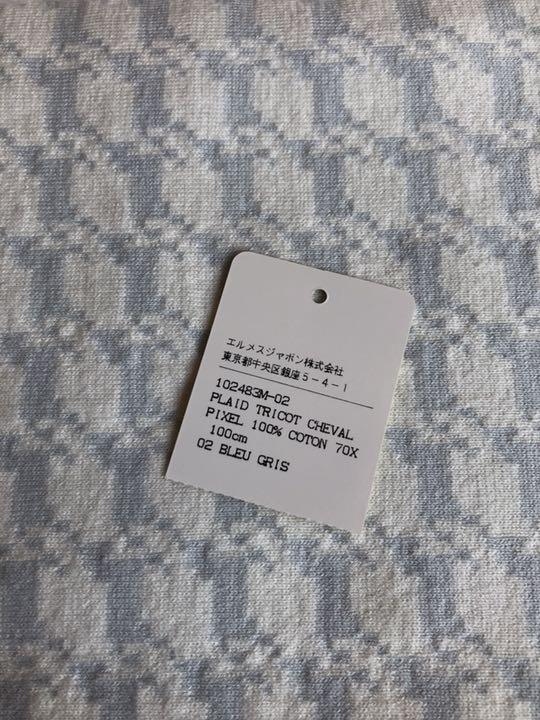 エルメスジャポン株式会社
東京都中央区銀座5-4-1
102483M-02
PLAID TRICOT CHEVAL
PIXEL 100% COTON 70X
100cm
02 BLEU GRIS